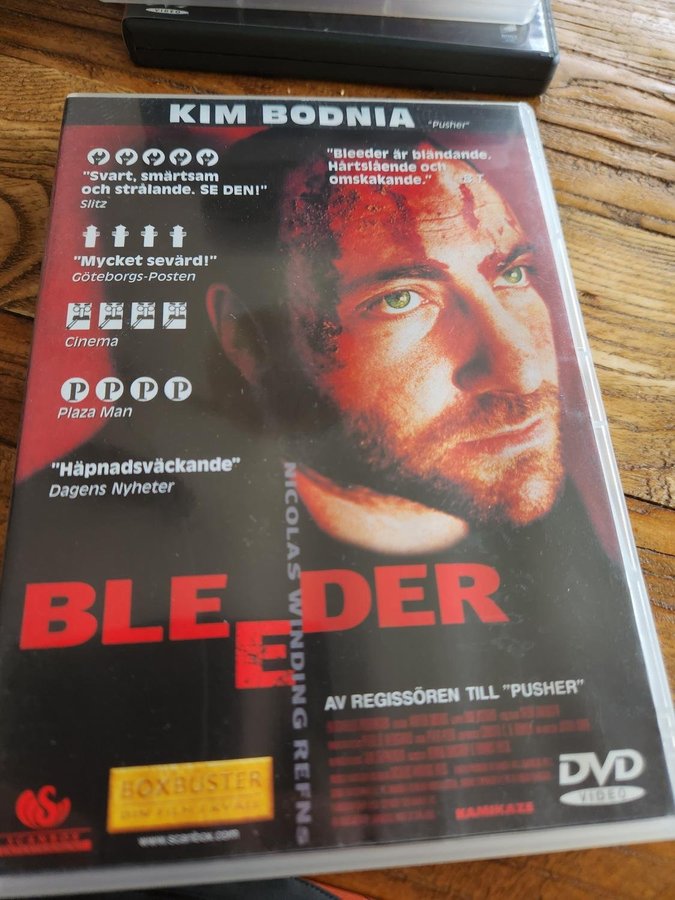 KIM BODNIA
"Pusher"
"Svart, smärtsam
och strålande. SE DEN!"
Slitz
"Bleeder är bländande.
Hårtslående och
omskakande."
"Mycket sevärd!"
Göteborgs-Posten
Cinema
P P P P
Plaza Man
"Häpnadsväckande"
Dagens Nyheter
NICOLAS WINDING REFNS
BLEEDER
AV REGISSÖREN TILL "PUSHER"
BOXBUSTER
SCANBOX
www.scanbox.com
KAMIKAZE
DVD
VIDEO